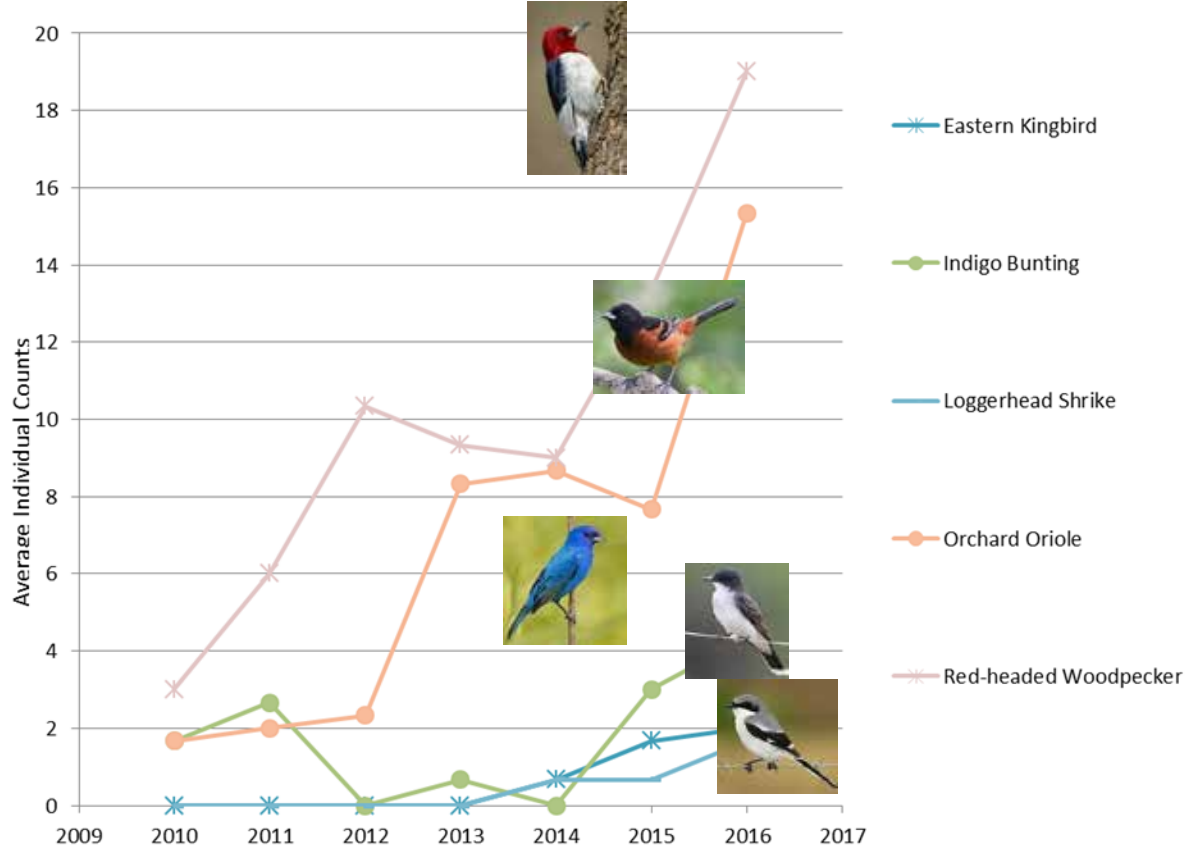 20
18
16
14
12
10
8
6
4
2
0
Average Individual Counts
2009 2010 2011 2012 2013 2014 2015 2016 2017
Eastern Kingbird
Indigo Bunting
Loggerhead Shrike
Orchard Oriole
Red-headed Woodpecker